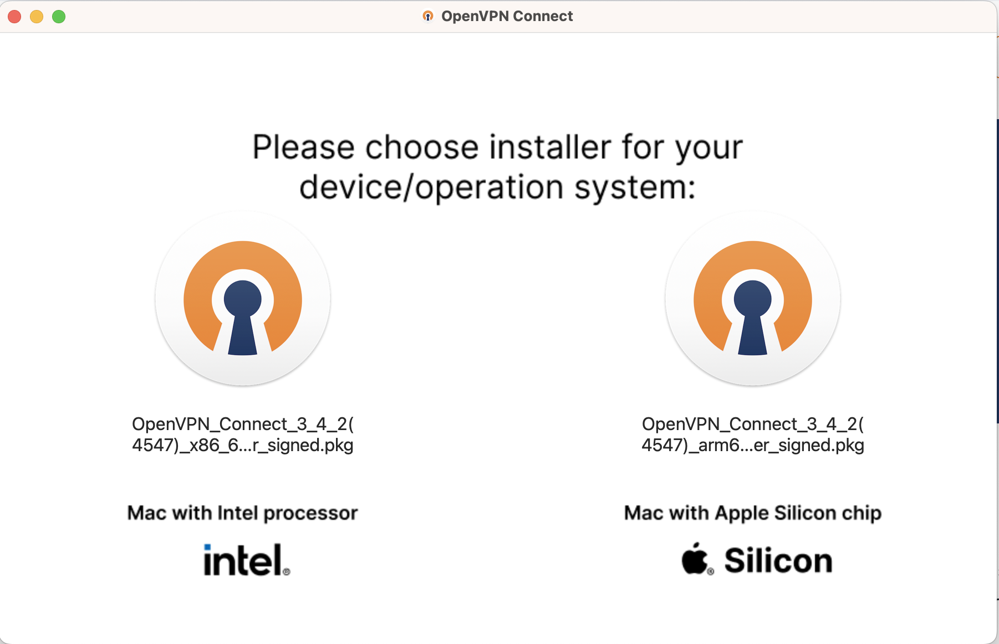 OpenVPN Connect
Please choose installer for your
device/operation system:
OpenVPN_Connect_3_4_2(
4547)_x86_6...r_signed.pkg
OpenVPN_Connect_3_4_2(
4547)_arm6...er_signed.pkg
Mac with Intel processor
intel®
Mac with Apple Silicon chip
® Silicon